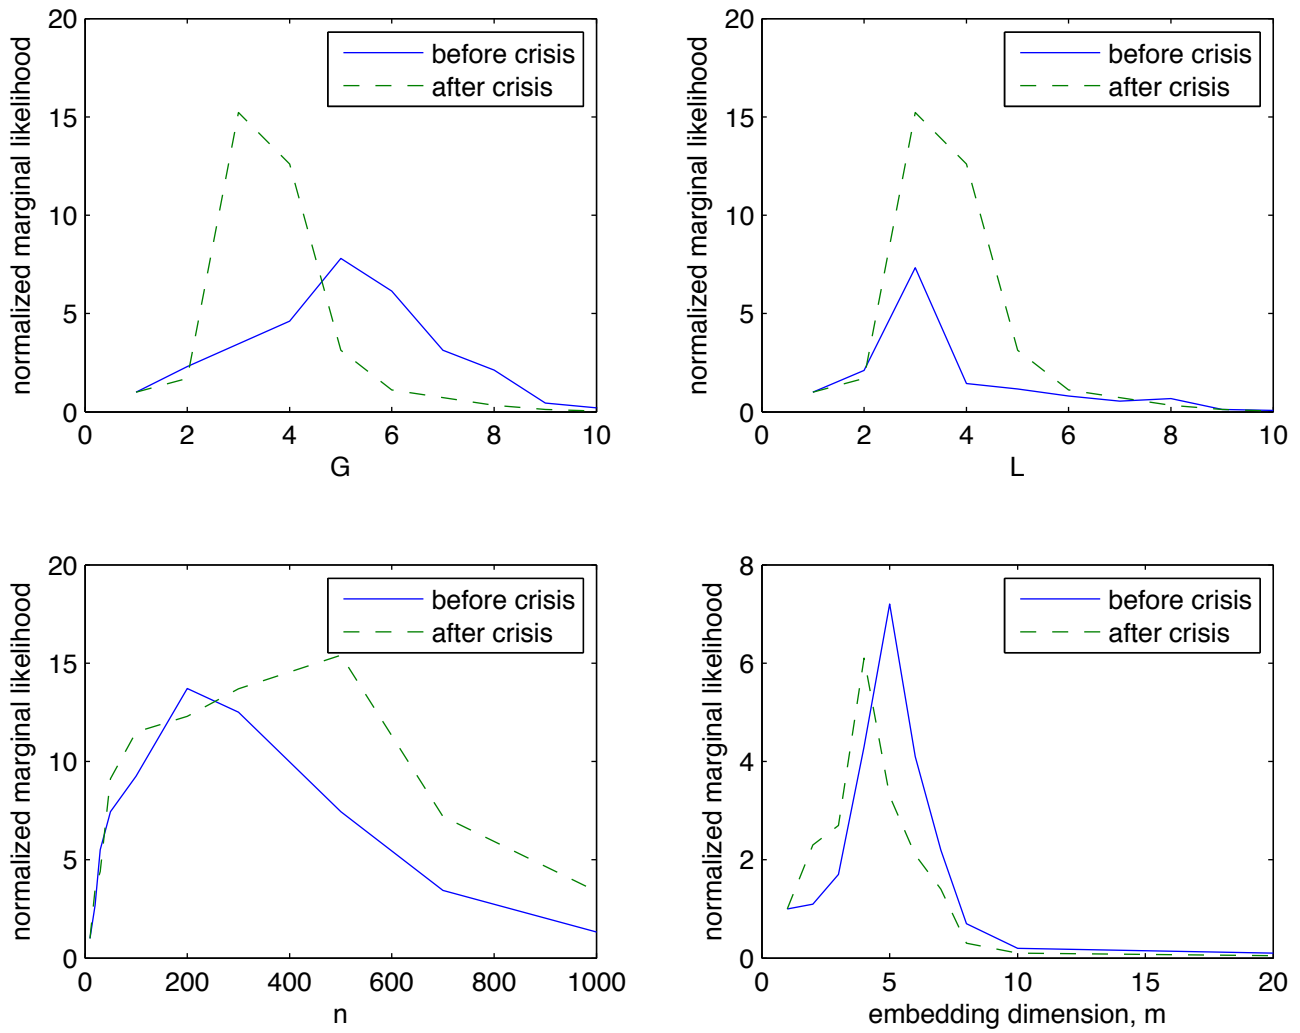 normalized marginal likelihood
20
15
10
5
0
before crisis
after crisis
0 2 4 6 8 10
G
normalized marginal likelihood
20
15
10
5
0
before crisis
after crisis
0 2 4 6 8 10
L
normalized marginal likelihood
20
15
10
5
0
before crisis
after crisis
0 200 400 600 800 1000
n
normalized marginal likelihood
8
6
4
2
0
before crisis
after crisis
0 5 10 15 20
embedding dimension, m